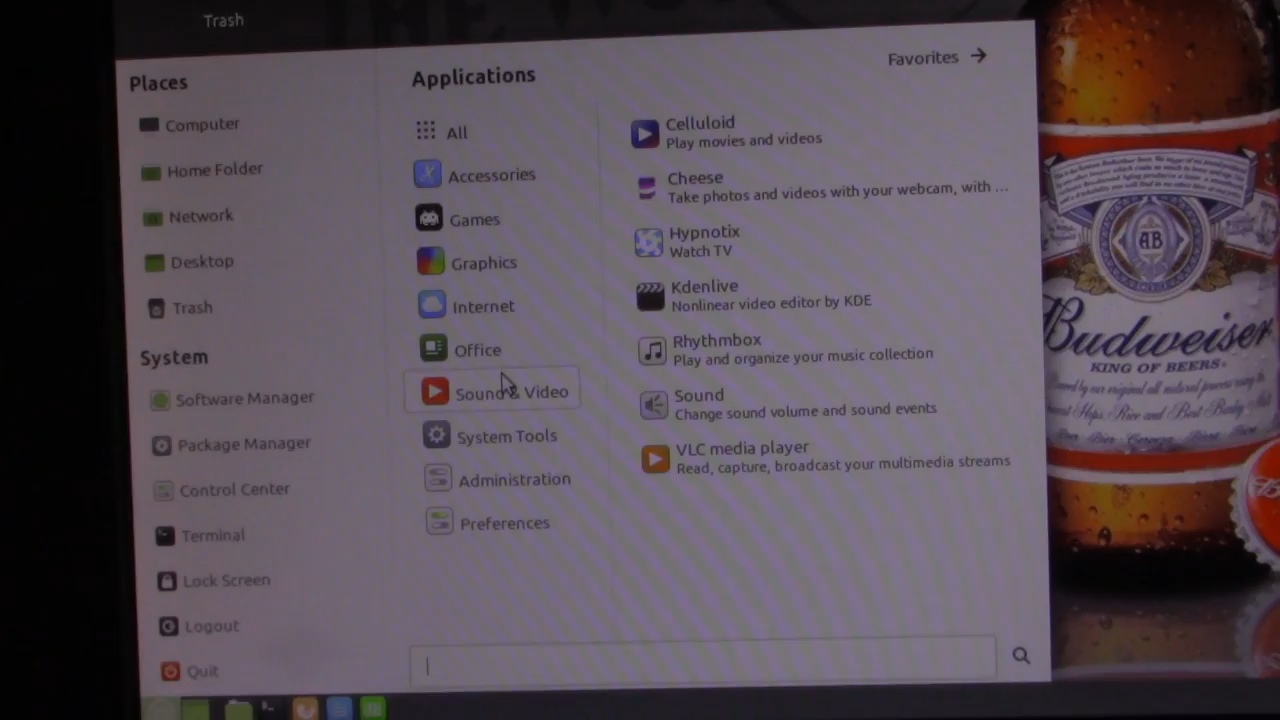 Trash
Places
Computer
Home Folder
Network
Desktop
Trash
System
Software Manager
Package Manager
Control Center
Terminal
Lock Screen
Logout
Quit
Applications
Favorites
All
Accessories
Games
Graphics
Internet
Office
Sound & Video
System Tools
Administration
Preferences
Celluloid
Play movies and videos
Cheese
Take photos and videos with your webcam, with ...
Hypnotix
Watch TV
Kdenlive
Nonlinear video editor by KDE
Rhythmbox
Play and organize your music collection
Sound
Change sound volume and sound events
VLC media player
Read, capture, broadcast your multimedia streams
AB
Budweiser
KING OF BEERS